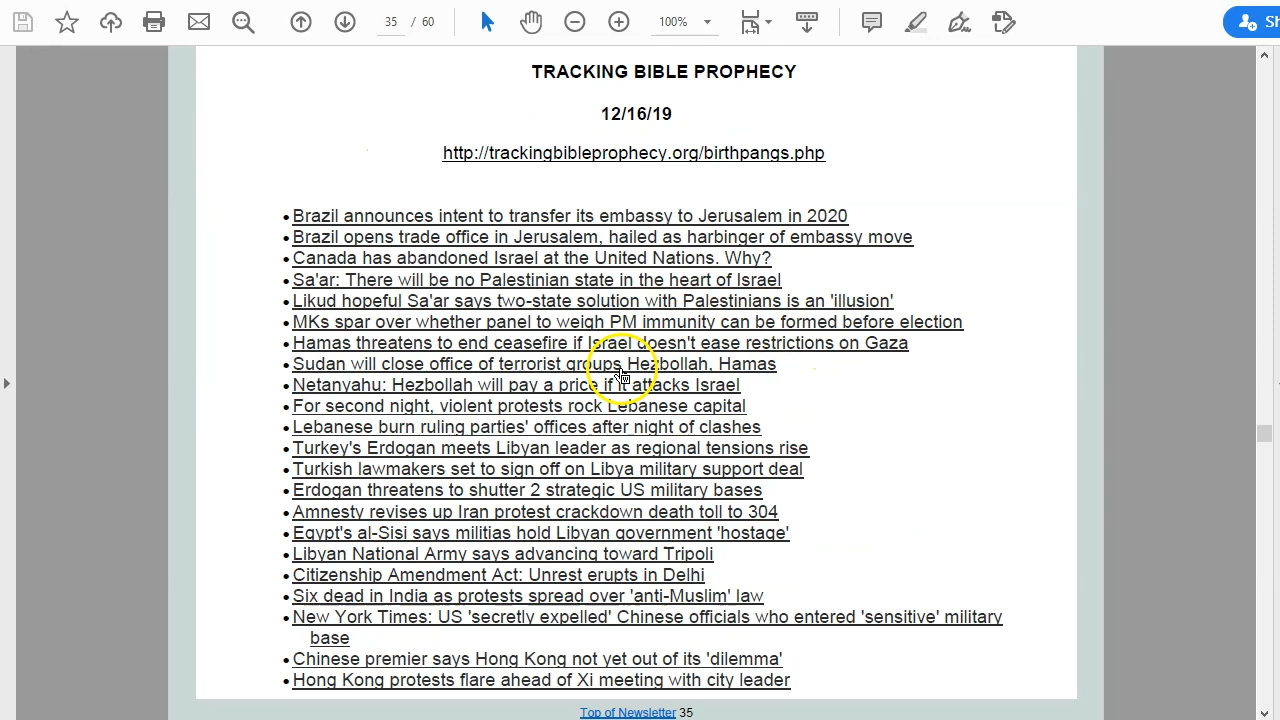 35 / 60
100%
Sh
TRACKING BIBLE PROPHECY
12/16/19
http://trackingbibleprophecy.org/birthpangs.php
• Brazil announces intent to transfer its embassy to Jerusalem in 2020
• Brazil opens trade office in Jerusalem, hailed as harbinger of embassy move
• Canada has abandoned Israel at the United Nations. Why?
• Sa'ar: There will be no Palestinian state in the heart of Israel
• Likud hopeful Sa'ar says two-state solution with Palestinians is an 'illusion'
• MKs spar over whether panel to weigh PM immunity can be formed before election
• Hamas threatens to end ceasefire if Israel doesn't ease restrictions on Gaza
• Sudan will close office of terrorist groups Hezbollah, Hamas
• Netanyahu: Hezbollah will pay a price if it attacks Israel
• For second night, violent protests rock Lebanese capital
• Lebanese burn ruling parties' offices after night of clashes
• Turkey's Erdogan meets Libyan leader as regional tensions rise
• Turkish lawmakers set to sign off on Libya military support deal
• Erdogan threatens to shutter 2 strategic US military bases
• Amnesty revises up Iran protest crackdown death toll to 304
• Egypt's al-Sisi says militias hold Libyan government 'hostage'
• Libyan National Army says advancing toward Tripoli
• Citizenship Amendment Act: Unrest erupts in Delhi
• Six dead in India as protests spread over 'anti-Muslim' law
• New York Times: US 'secretly expelled' Chinese officials who entered 'sensitive' military
base
• Chinese premier says Hong Kong not yet out of its 'dilemma'
• Hong Kong protests flare ahead of Xi meeting with city leader
Top of Newsletter 35